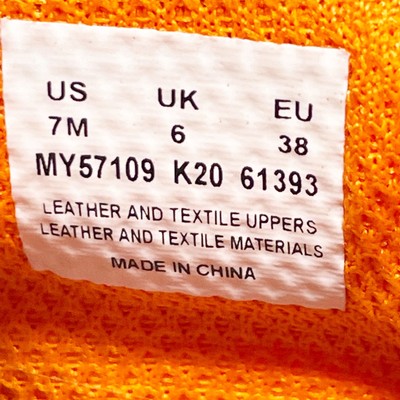 US UK EU
7M 6 38
MY57109 K20 61393
LEATHER AND TEXTILE UPPERS
LEATHER AND TEXTILE MATERIALS
MADE IN CHINA